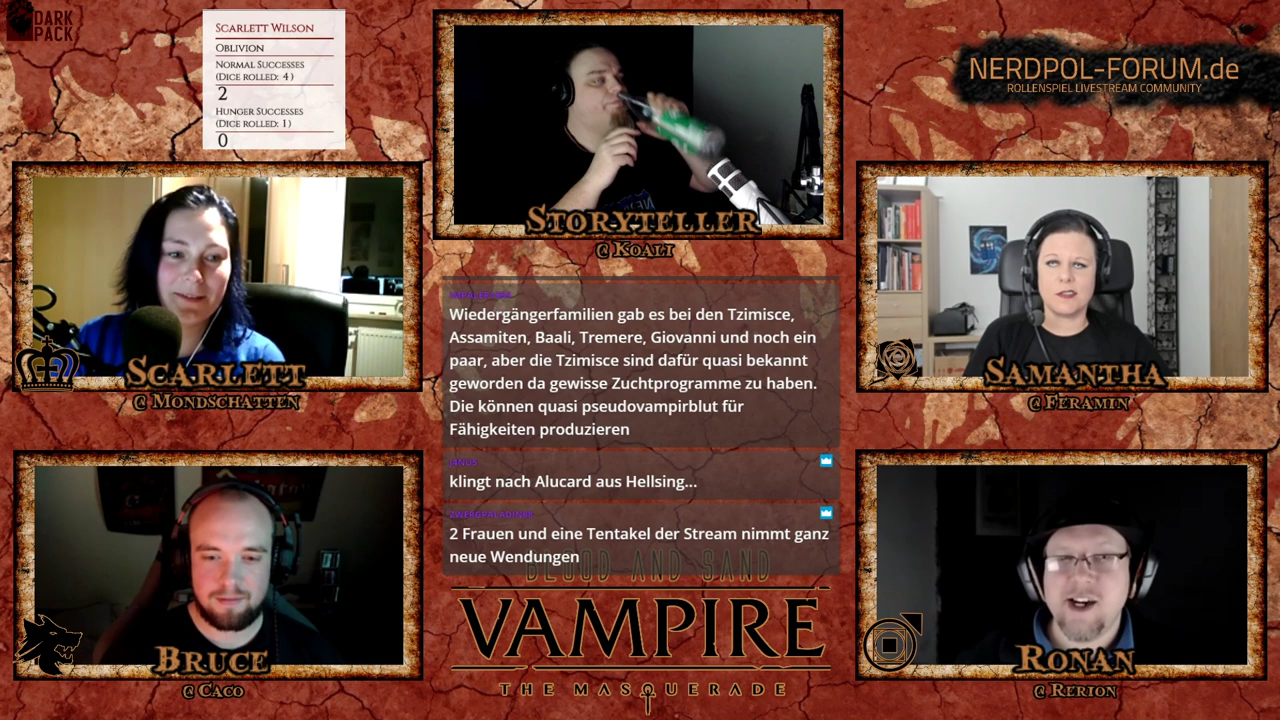 DARK
PACK
SCARLETT WILSON
OBLIVION
NORMAL SUCCESSES
(DICE ROLLED: 4)
2
HUNGER SUCCESSES
(DICE ROLLED: 1)
0
NERDPOL-FORUM.de
ROLLENSPIEL LIVESTREAM COMMUNITY
STORYTELLER
@ KOALI
SCARLETT
@ MONDSCHATTEN
SAMANTHA
@ FERAMIN
Wiedergängerfamilien gab es bei den Tzimisce,
Assamiten, Baali, Tremere, Giovanni und noch ein
paar, aber die Tzimisce sind dafür quasi bekannt
geworden da gewisse Zuchtprogramme zu haben.
Die können quasi pseudovampirblut für
Fähigkeiten produzieren
JANUS
klingt nach Alucard aus Hellsing...
2 Frauen und eine Tentakel der Stream nimmt ganz
neue Wendungen
BLOOD AND SAND
VAMPIRE
THE MASQUERADE
BRUCE
@ CACO
RONAN
@ RERION